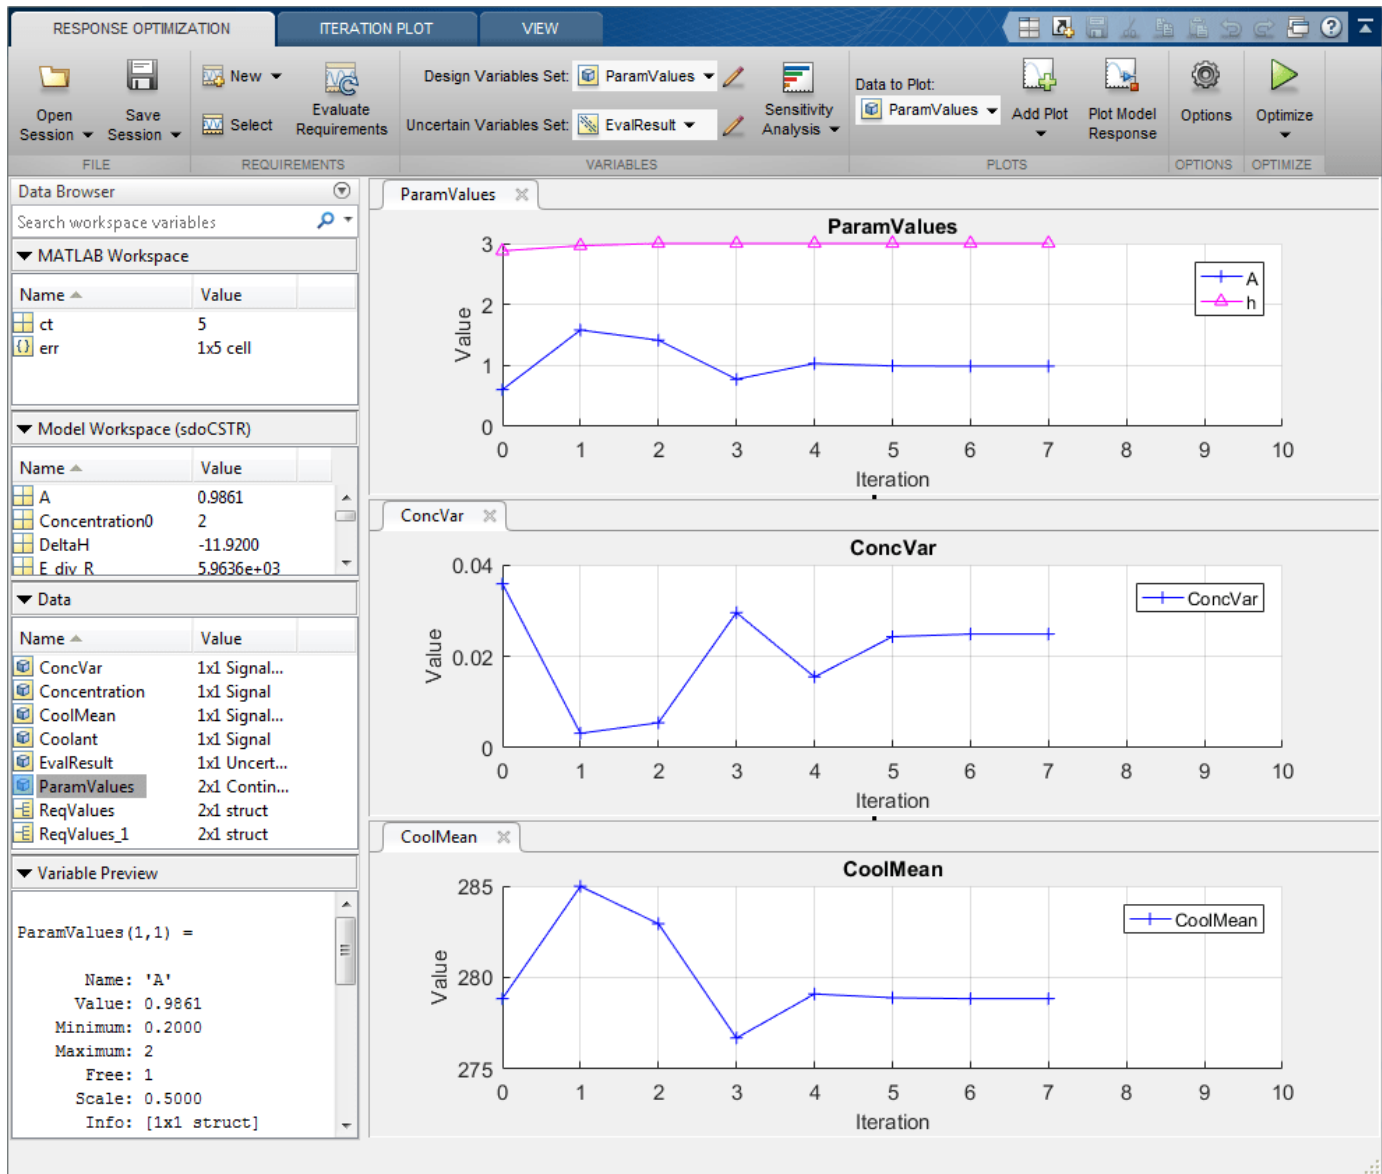 RESPONSE OPTIMIZATION ITERATION PLOT VIEW
Open Session
Save Session
New
Select
Evaluate Requirements
Design Variables Set: ParamValues
Uncertain Variables Set: EvalResult
Sensitivity Analysis
Data to Plot:
ParamValues
Add Plot
Plot Model Response
Options
Optimize
FILE REQUIREMENTS VARIABLES PLOTS OPTIONS OPTIMIZE
Data Browser
Search workspace variables
MATLAB Workspace
Name Value
ct 5
err 1x5 cell
Model Workspace (sdoCSTR)
Name Value
A 0.9861
Concentration0 2
DeltaH -11.9200
E_div_R 5.9636e+03
Data
Name Value
ConcVar 1x1 Signal...
Concentration 1x1 Signal
CoolMean 1x1 Signal...
Coolant 1x1 Signal
EvalResult 1x1 Uncert...
ParamValues 2x1 Contin...
ReqValues 2x1 struct
ReqValues_1 2x1 struct
Variable Preview
ParamValues(1,1) =
Name: 'A'
Value: 0.9861
Minimum: 0.2000
Maximum: 2
Free: 1
Scale: 0.5000
Info: [1x1 struct]
ParamValues
ParamValues
3
2
1
0
Value
A
h
0 1 2 3 4 5 6 7 8 9 10
Iteration
ConcVar
ConcVar
0.04
0.02
0
Value
ConcVar
0 1 2 3 4 5 6 7 8 9 10
Iteration
CoolMean
CoolMean
285
280
275
Value
CoolMean
0 1 2 3 4 5 6 7 8 9 10
Iteration